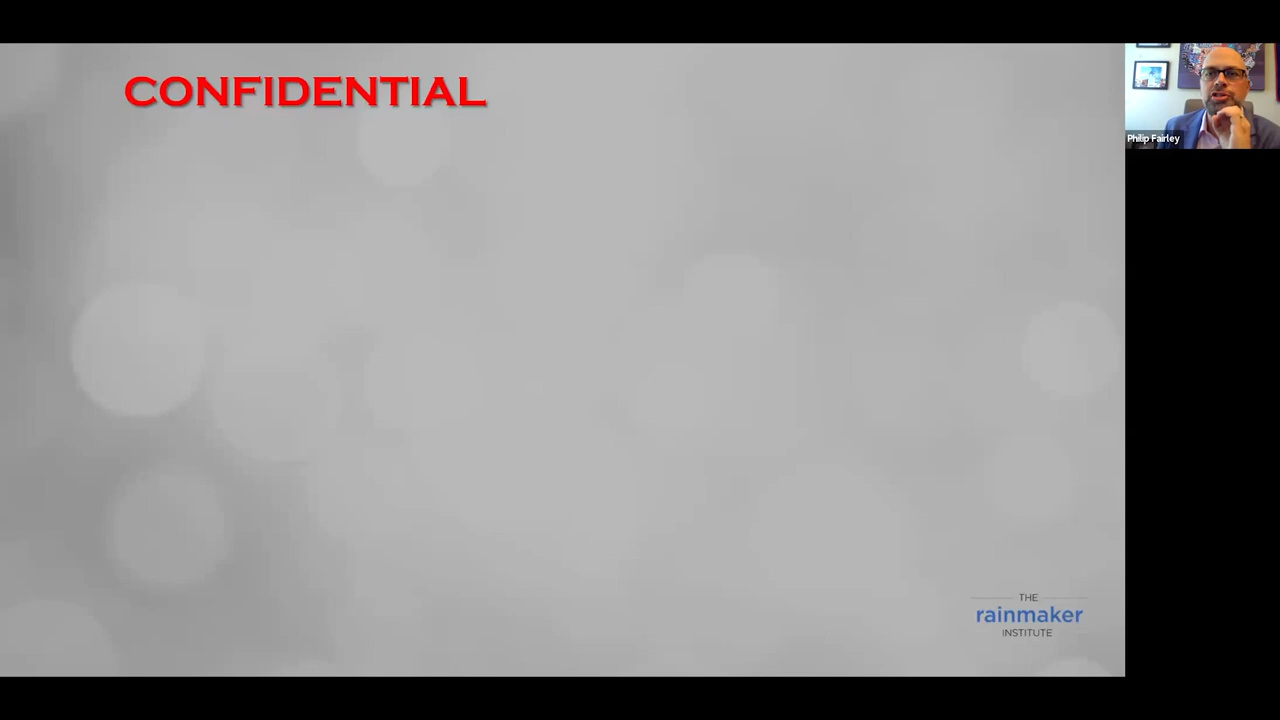 CONFIDENTIAL
Philip Fairley
THE
rainmaker
INSTITUTE